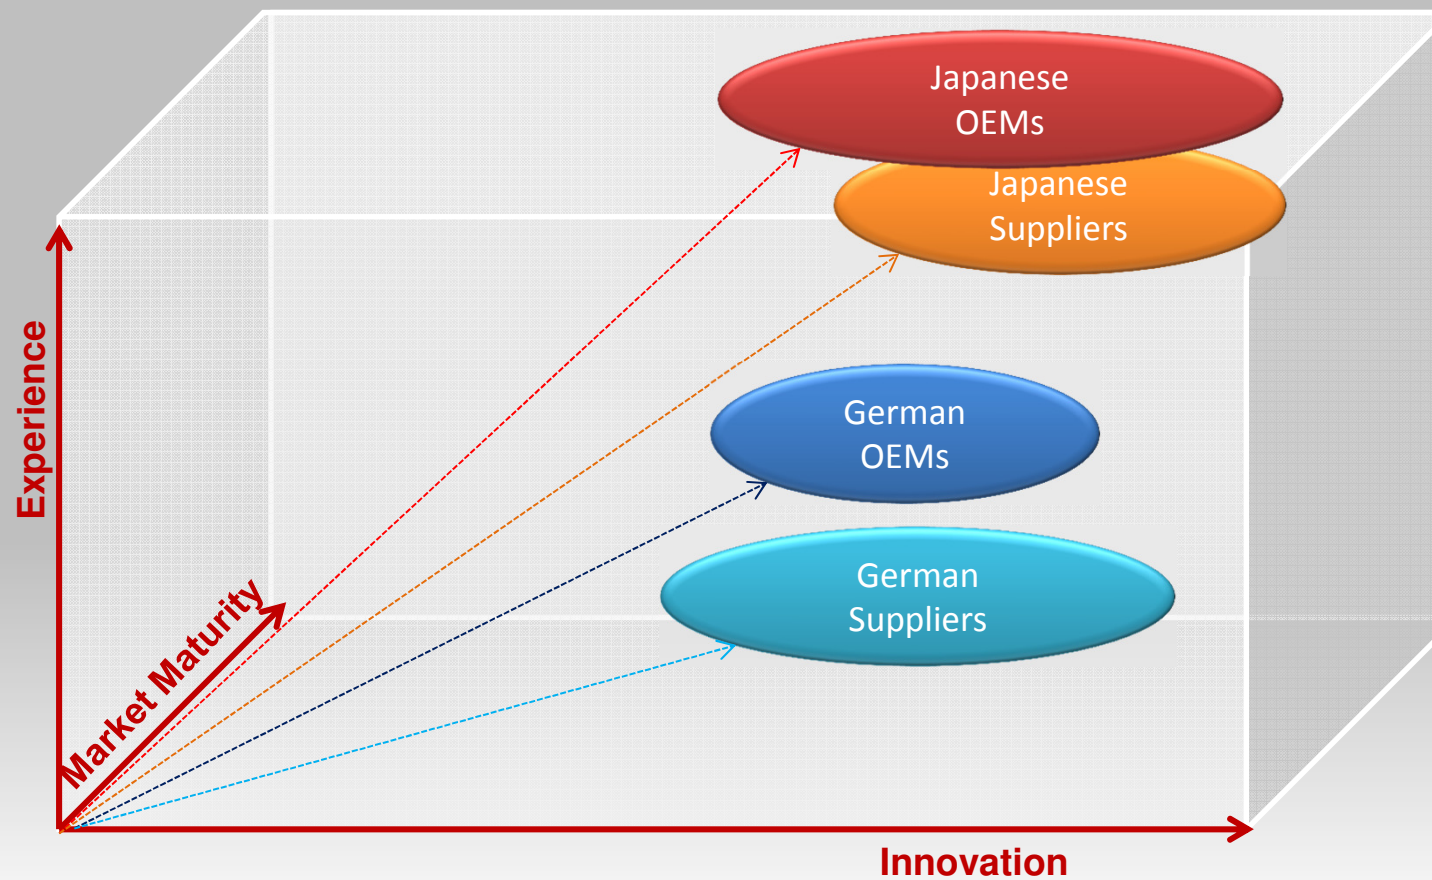 Japanese
OEMs
Japanese
Suppliers
German
OEMs
German
Suppliers
Experience
Market Maturity
Innovation